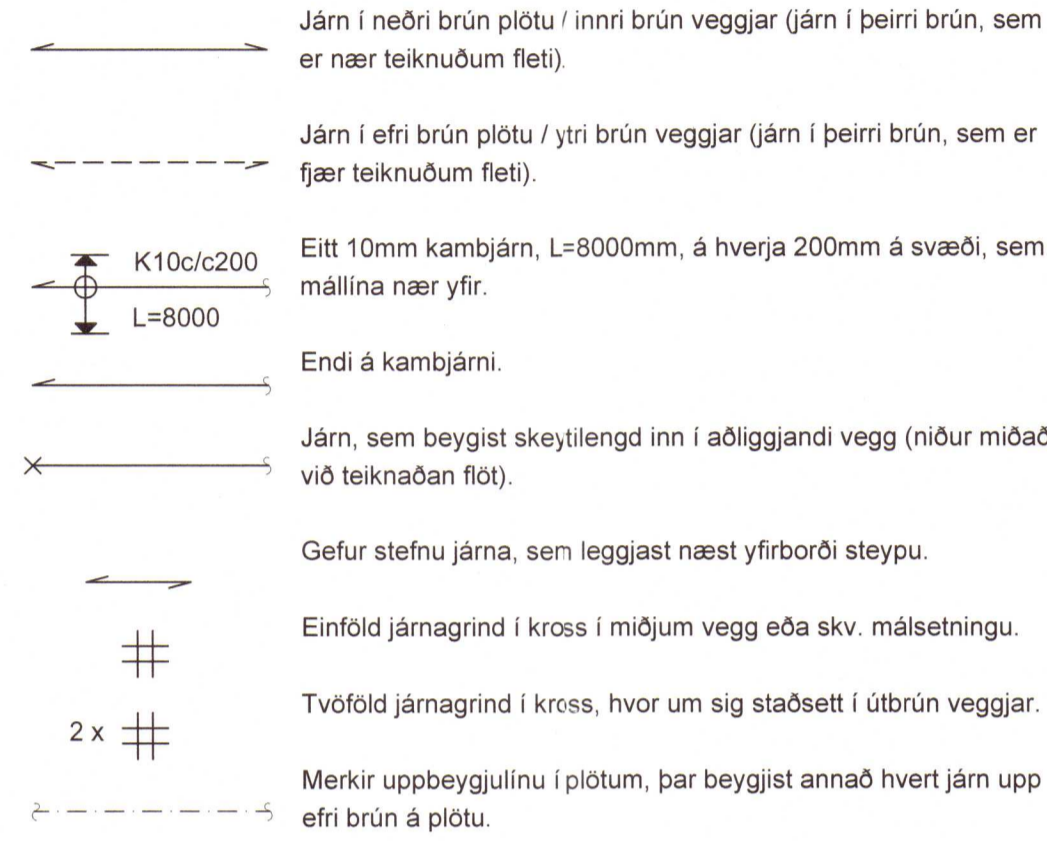 Járn í neðri brún plötu / innri brún veggjar (járn í þeirri brún, sem
er nær teiknuðum fleti).
Járn í efri brún plötu / ytri brún veggjar (járn í þeirri brún, sem er
fjær teiknuðum fleti).
K10c/c200
L=8000
Eitt 10mm kambjárn, L=8000mm, á hverja 200mm á svæði, sem
mállína nær yfir.
Endi á kambjárni.
Járn, sem beygist skeytilengd inn í aðliggjandi vegg (niður miðað
við teiknaðan flöt).
Gefur stefnu járna, sem leggjast næst yfirborði steypu.
Einföld járnagrind í kross í miðjum vegg eða skv. málsetningu.
2 x
Tvöföld járnagrind í kross, hvor um sig staðsett í útbrún veggjar.
Merkir uppbeygjulínu í plötum, þar beygjist annað hvert járn upp
efri brún á plötu.